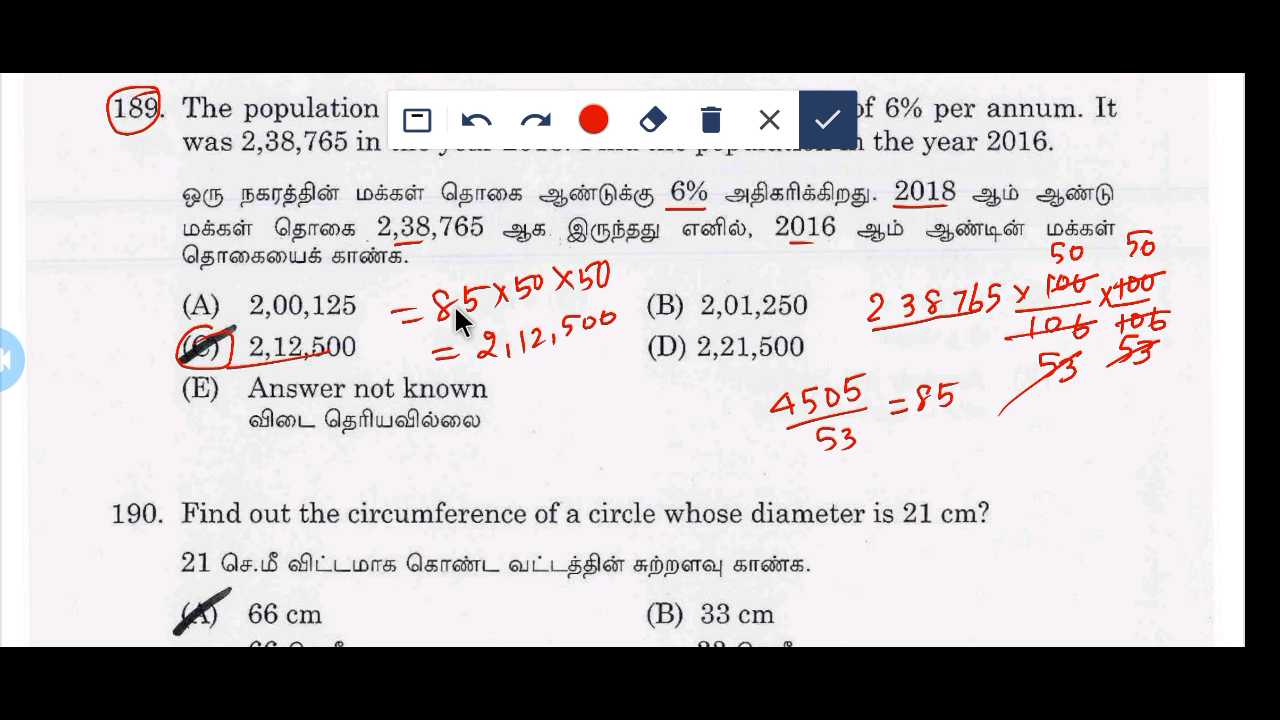 189. The population of 6% per annum. It
was 2,38,765 in the year 2018. Find the population in the year 2016.
ஒரு நகரத்தின் மக்கள் தொகை ஆண்டுக்கு 6% அதிகரிக்கிறது. 2018 ஆம் ஆண்டு
மக்கள் தொகை 2,38,765 ஆக இருந்தது எனில், 2016 ஆம் ஆண்டின் மக்கள்
தொகையைக் காண்க.
50 50
(A) 2,00,125 = 85 × 50 × 50 (B) 2,01,250 238765 × 100 × 100
106 106
(C) 2,12,500 = 2,12,500 (D) 2,21,500
53 53
(E) Answer not known
விடை தெரியவில்லை
4505 = 85
53
190. Find out the circumference of a circle whose diameter is 21 cm?
21 செ.மீ விட்டமாக கொண்ட வட்டத்தின் சுற்றளவு காண்க.
(A) 66 cm (B) 33 cm